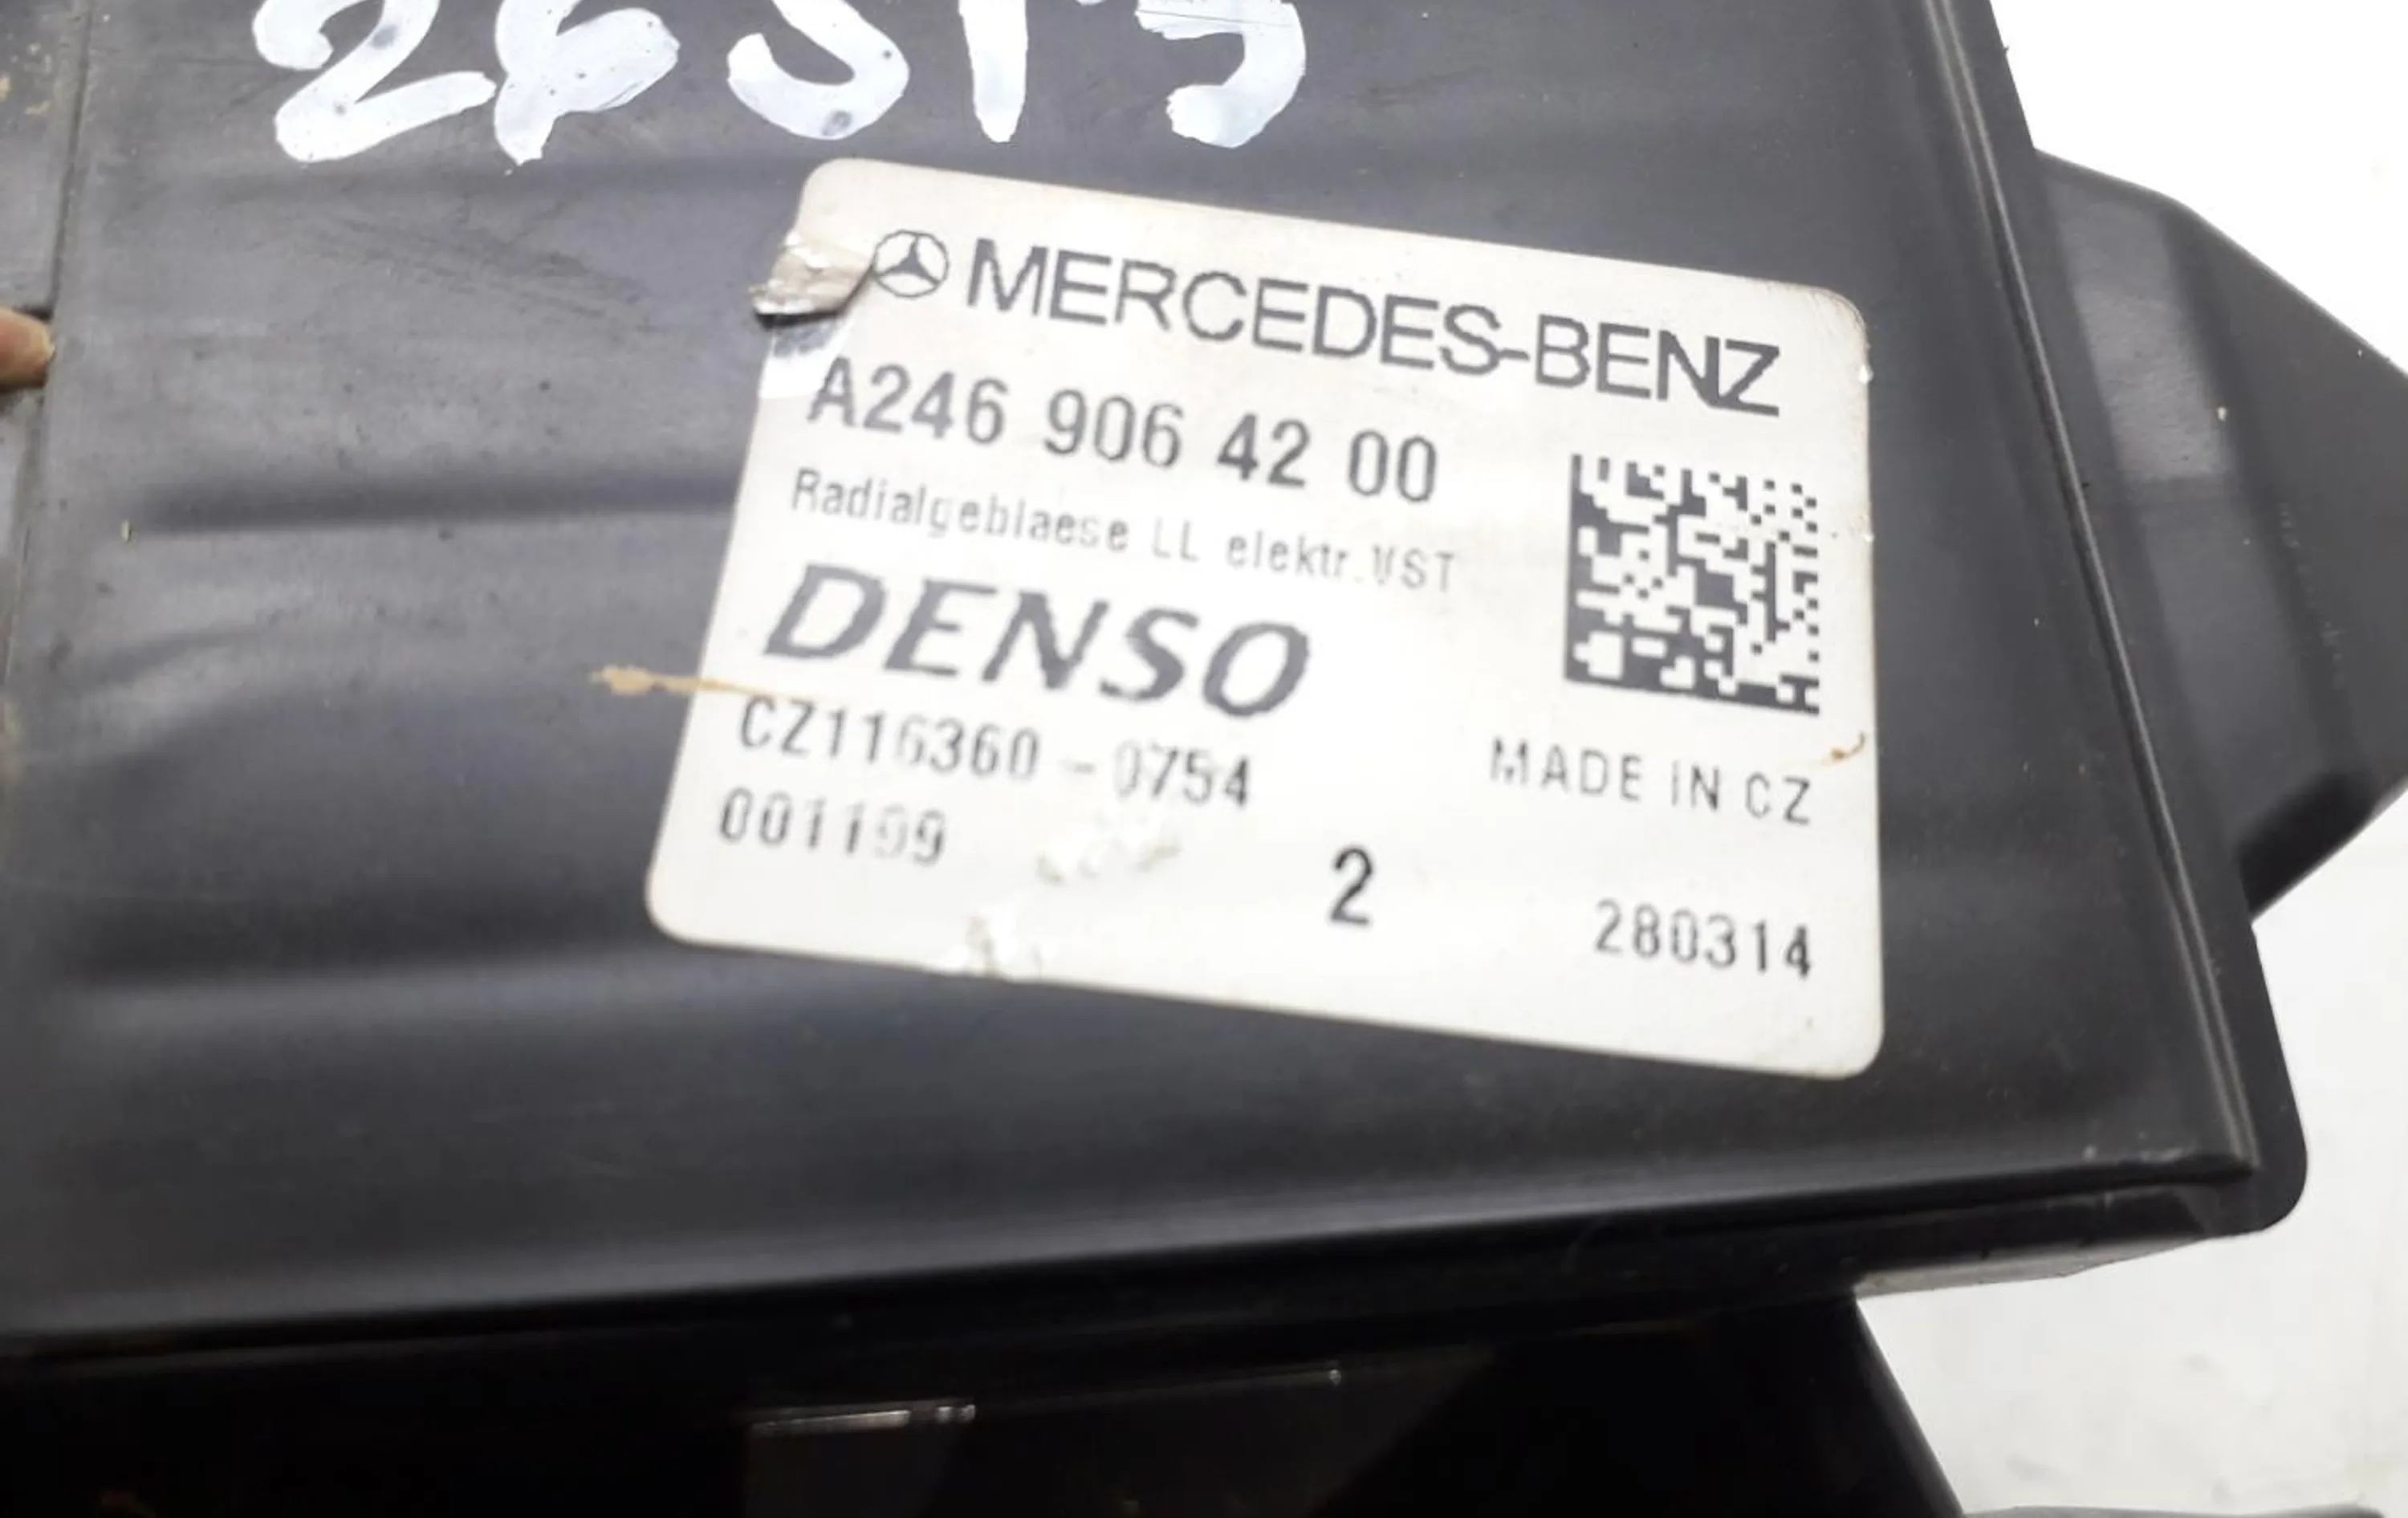 MERCEDES-BENZ
A246 906 42 00
Radialgeblaese LL elektr.VST
DENSO
CZ116360-0754
MADE IN CZ
001199
2
280314